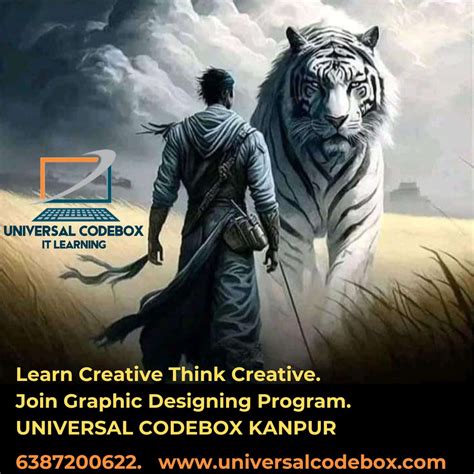 UNIVERSAL CODEBOX
IT LEARNING
Learn Creative Think Creative.
Join Graphic Designing Program.
UNIVERSAL CODEBOX KANPUR
6387200622. www.universalcodebox.com